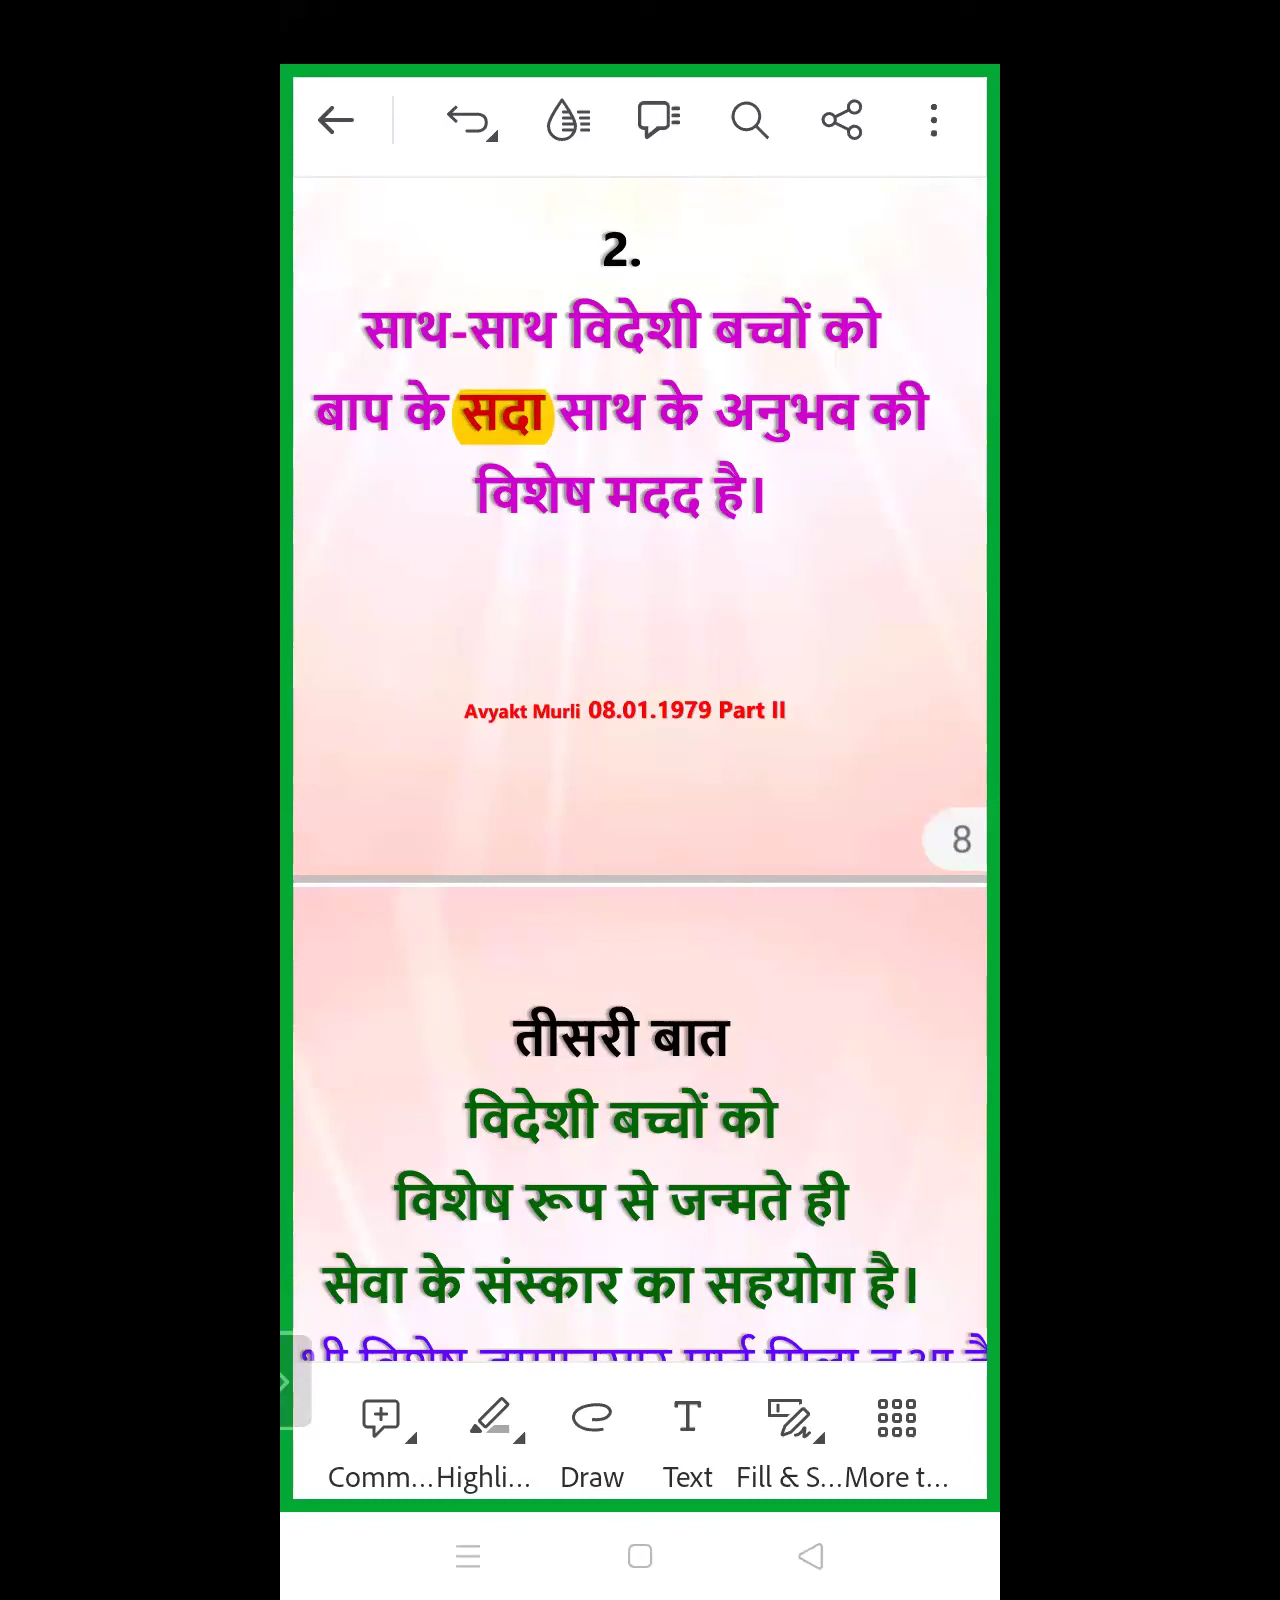 2.
साथ-साथ विदेशी बच्चों को
बाप के सदा साथ के अनुभव की
विशेष मदद है।
Avyakt Murli 08.01.1979 Part II
8
तीसरी बात
विदेशी बच्चों को
विशेष रूप से जन्मते ही
सेवा के संस्कार का सहयोग है।
Comm... Highli... Draw Text Fill & S... More t...